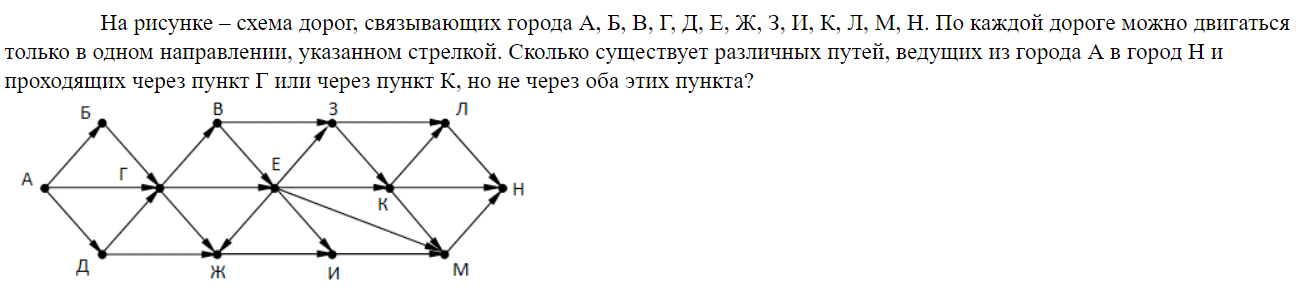 На рисунке – схема дорог, связывающих города А, Б, В, Г, Д, Е, Ж, З, И, К, Л, М, Н. По каждой дороге можно двигаться
только в одном направлении, указанном стрелкой. Сколько существует различных путей, ведущих из города А в город Н и
проходящих через пункт Г или через пункт К, но не через оба этих пункта?
Б В З Л
А Г Е К Н
Д Ж И М